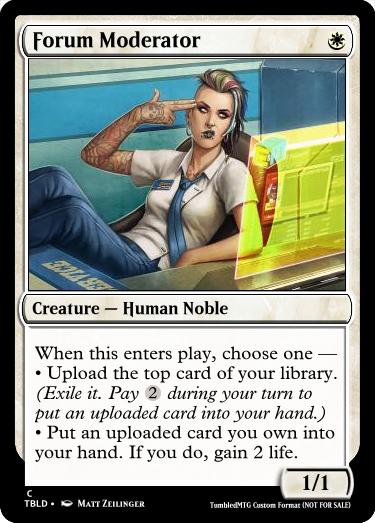 Forum Moderator
SERVICE
Creature — Human Noble
When this enters play, choose one —
• Upload the top card of your library.
(Exile it. Pay 2 during your turn to
put an uploaded card into your hand.)
• Put an uploaded card you own into
your hand. If you do, gain 2 life.
1/1
C
TBLD • Matt Zeilinger
TumbledMTG Custom Format (NOT FOR SALE)